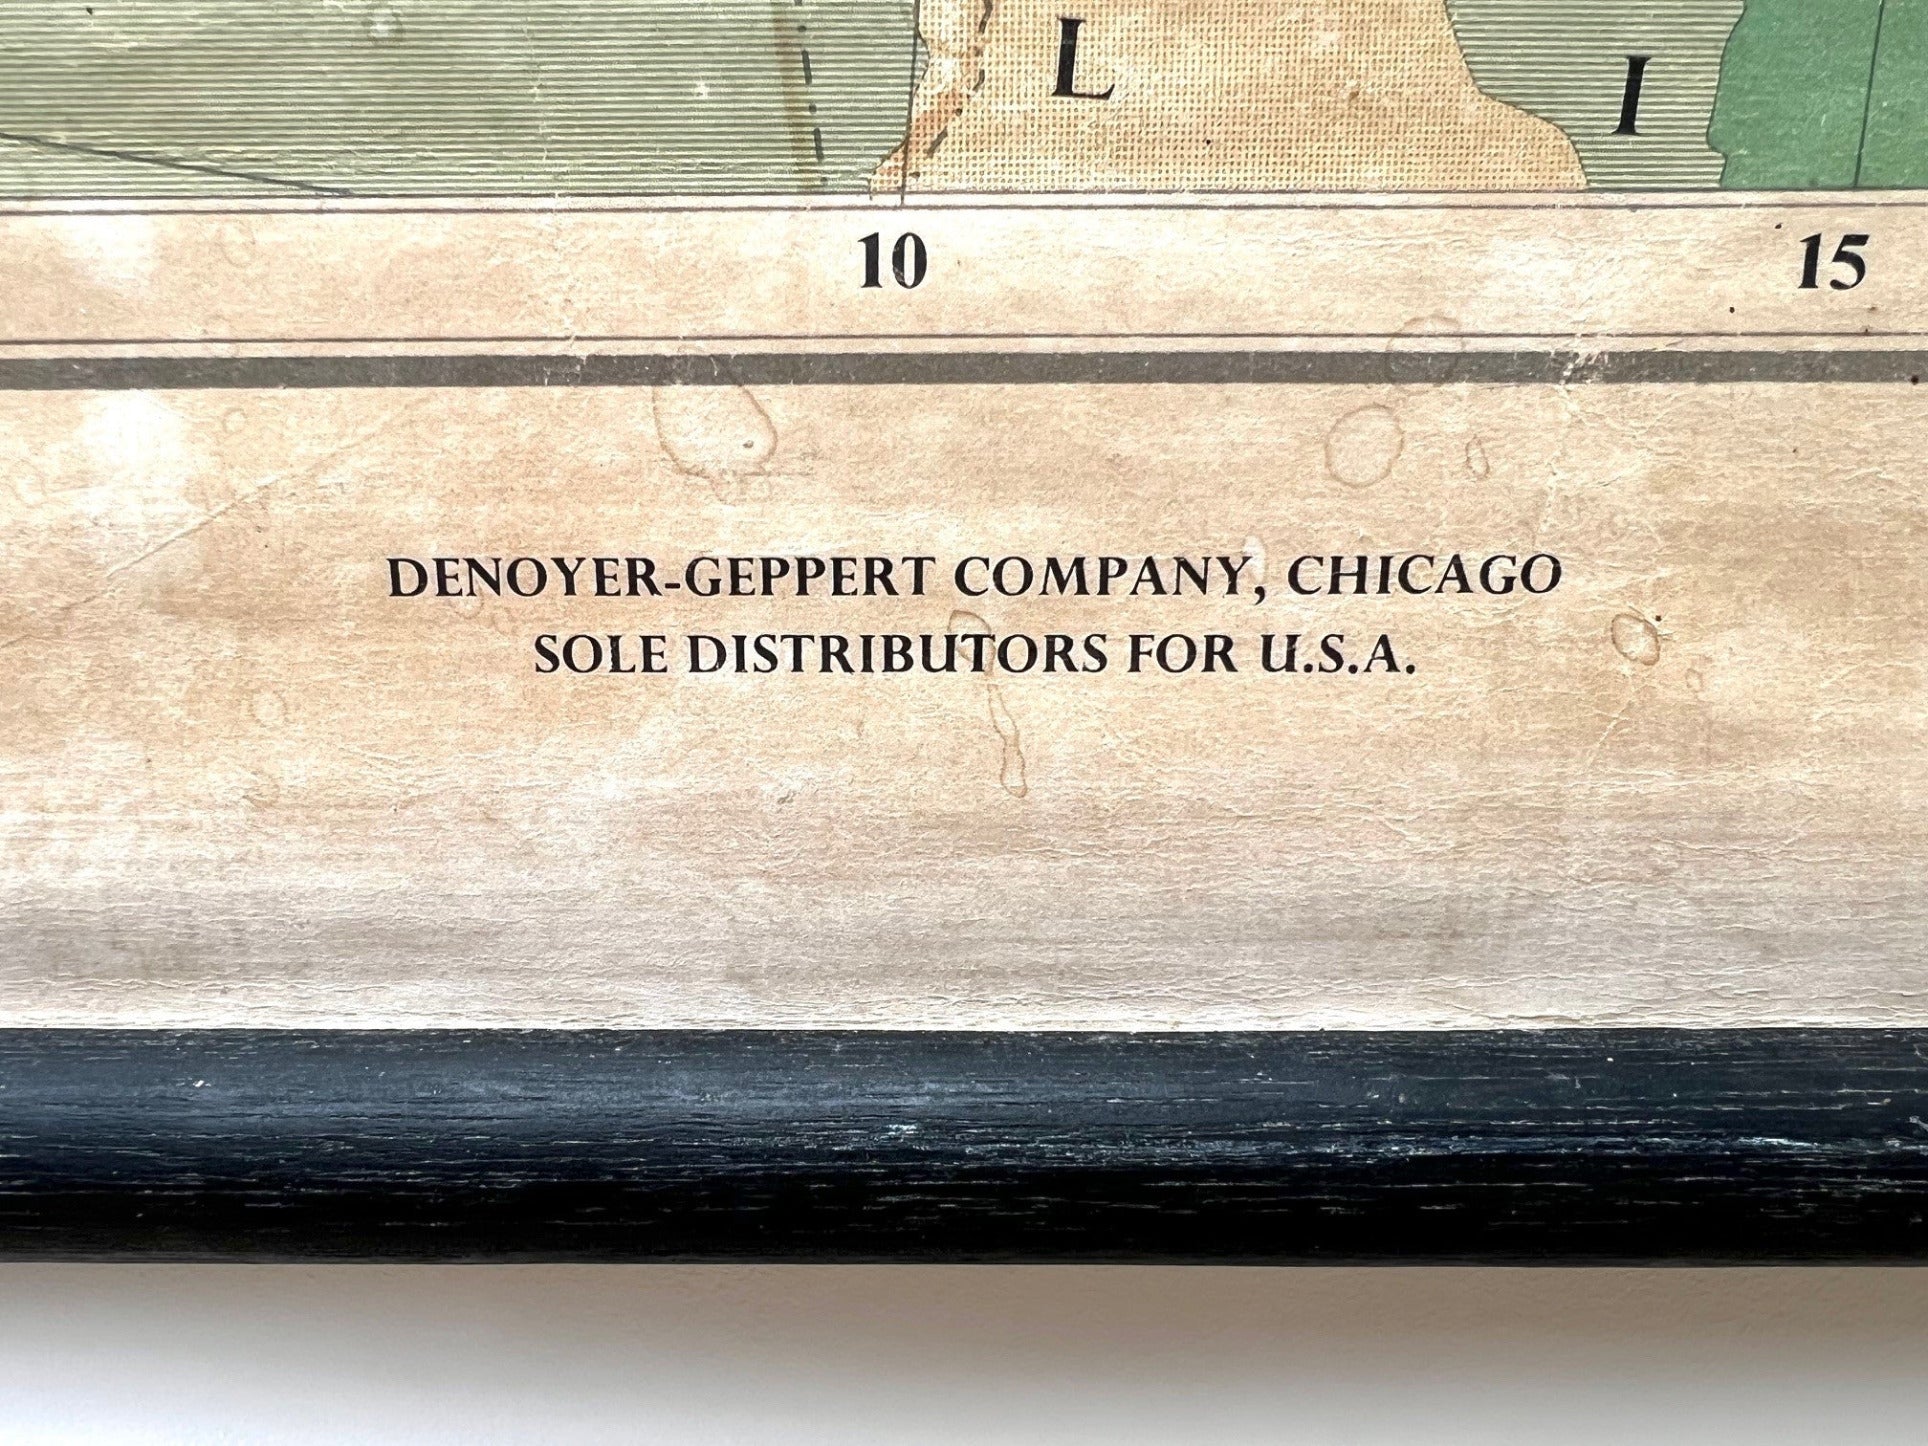 L I
10 15
DENOYER-GEPPERT COMPANY, CHICAGO
SOLE DISTRIBUTORS FOR U.S.A.